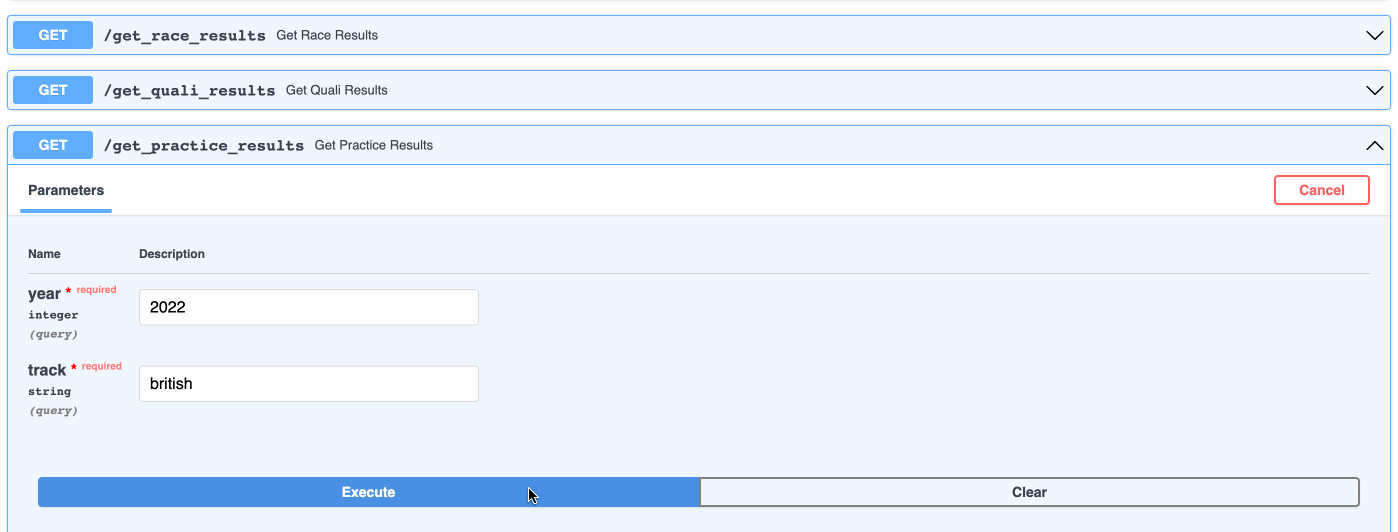 GET /get_race_results Get Race Results
GET /get_quali_results Get Quali Results
GET /get_practice_results Get Practice Results
Parameters Cancel
Name Description
year * required
integer
(query)
2022
track * required
string
(query)
british
Execute Clear